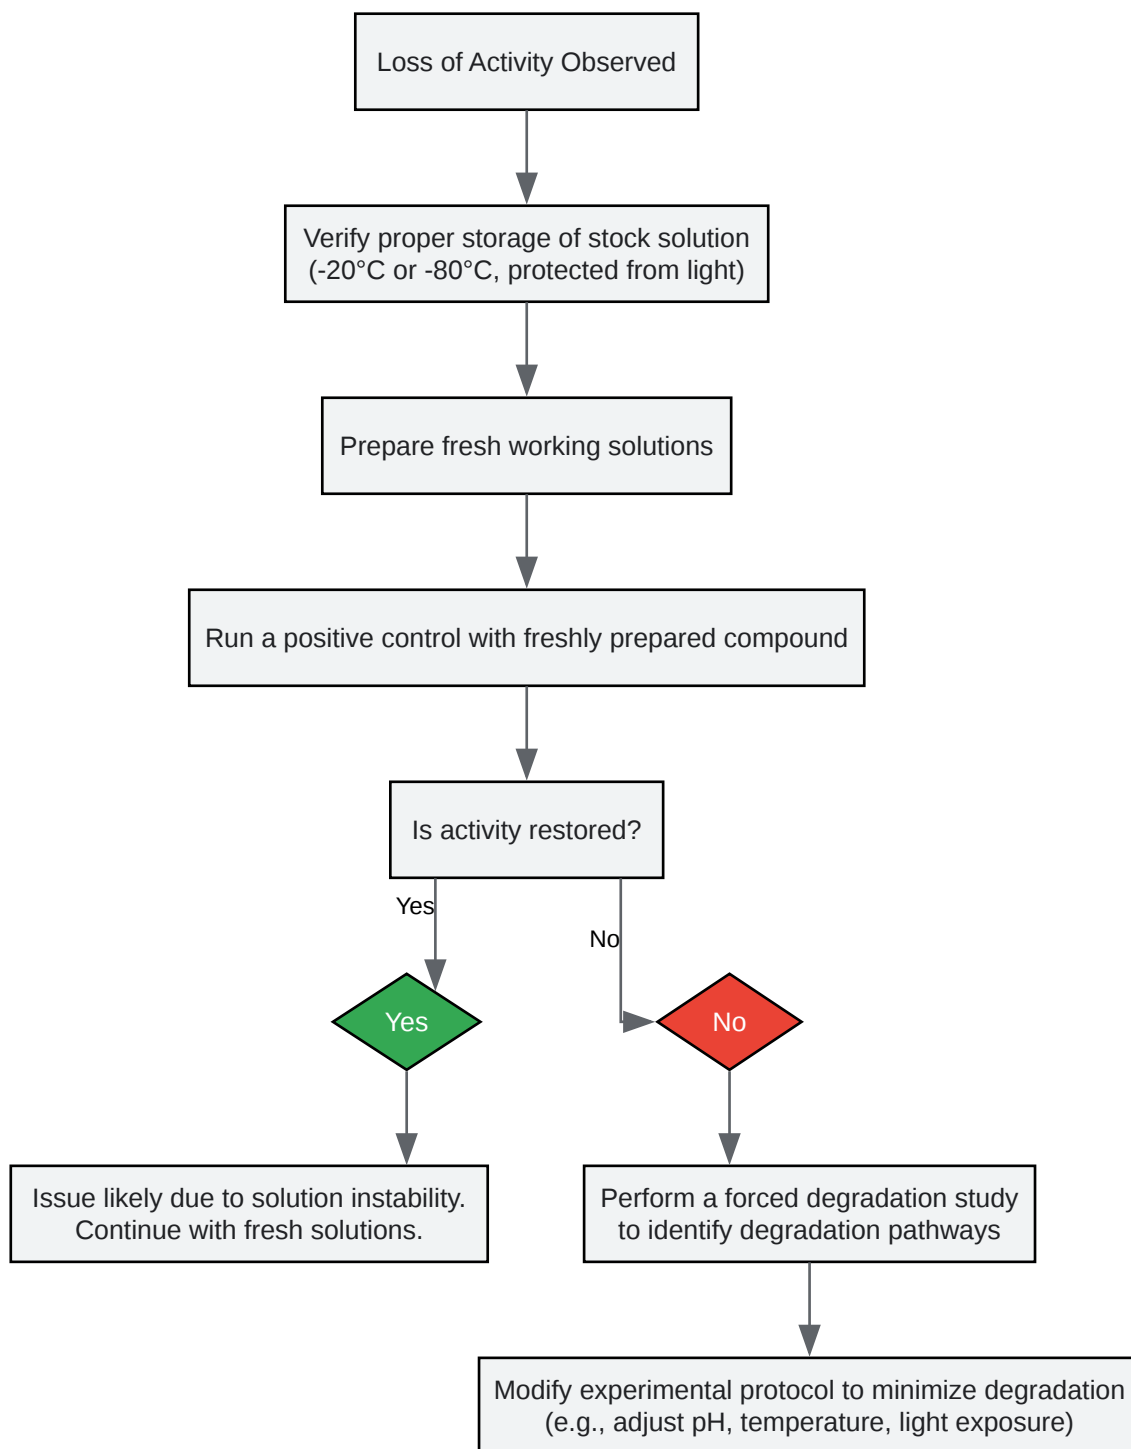 Loss of Activity Observed
Verify proper storage of stock solution
(-20°C or -80°C, protected from light)
Prepare fresh working solutions
Run a positive control with freshly prepared compound
Is activity restored?
Yes
No
Yes
No
Issue likely due to solution instability.
Continue with fresh solutions.
Perform a forced degradation study
to identify degradation pathways
Modify experimental protocol to minimize degradation
(e.g., adjust pH, temperature, light exposure)